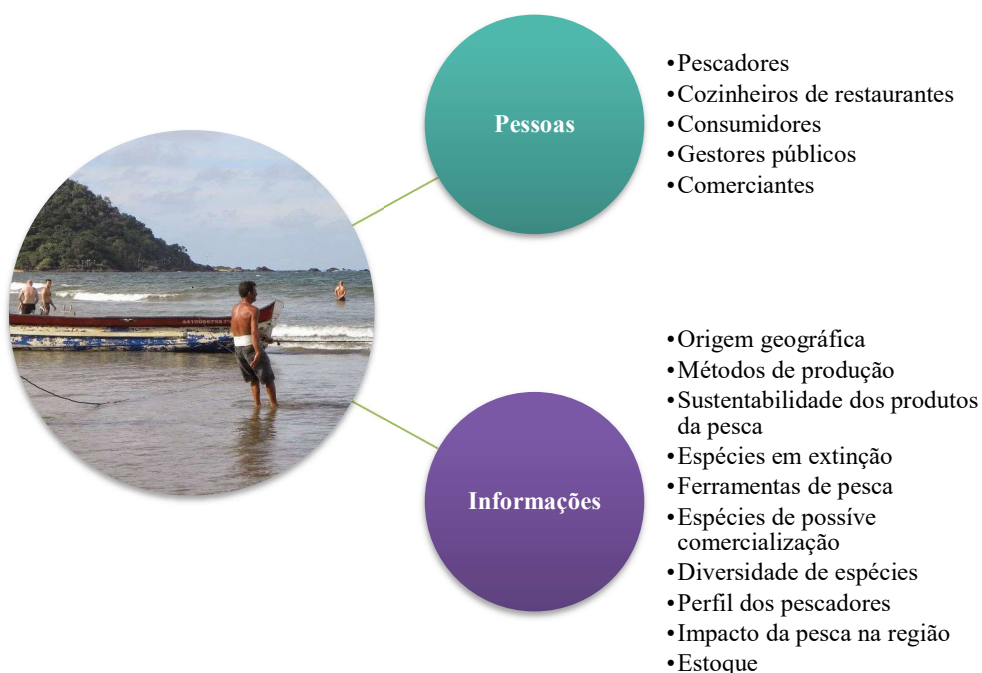 Pessoas
•Pescadores
•Cozinheiros de restaurantes
•Consumidores
•Gestores públicos
•Comerciantes
Informações
•Origem geográfica
•Métodos de produção
•Sustentabilidade dos produtos
da pesca
•Espécies em extinção
•Ferramentas de pesca
•Espécies de possíve
comercialização
•Diversidade de espécies
•Perfil dos pescadores
•Impacto da pesca na região
•Estoque